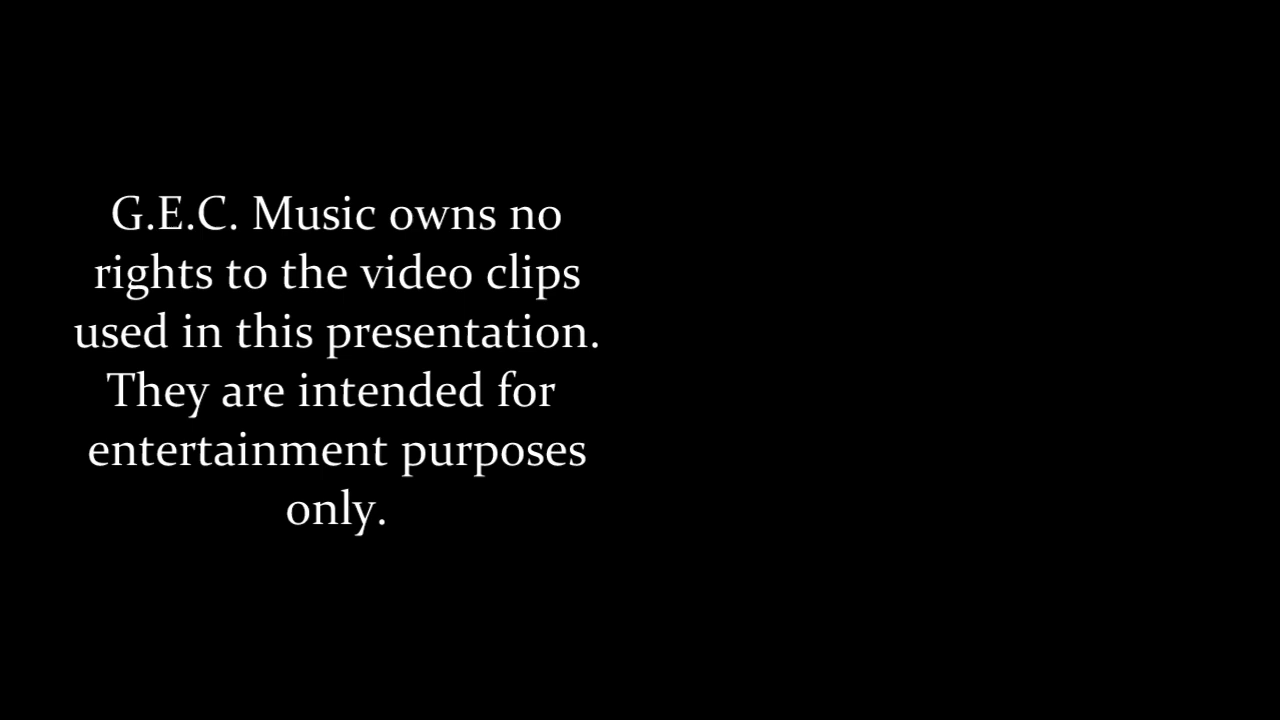 G.E.C. Music owns no
rights to the video clips
used in this presentation.
They are intended for
entertainment purposes
only.